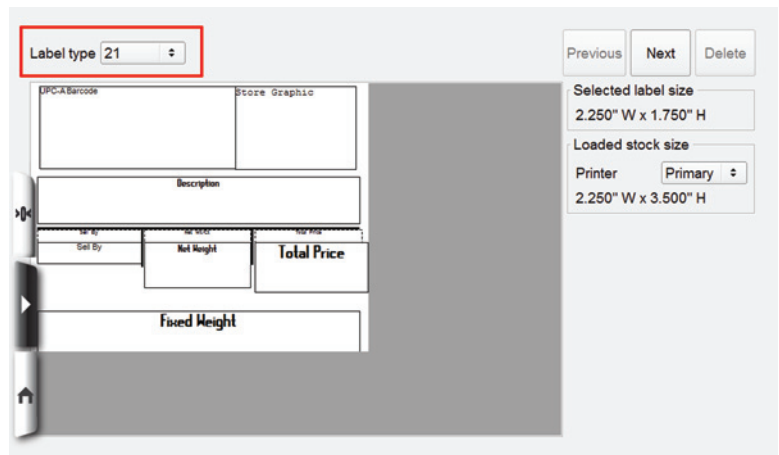 Label type 21
Previous Next Delete
UPC-A Barcode Store Graphic
Selected label size
2.250" W x 1.750" H
Loaded stock size
Printer Primary
2.250" W x 3.500" H
Description
Sell By Net Weight Total Price
Fixed Weight